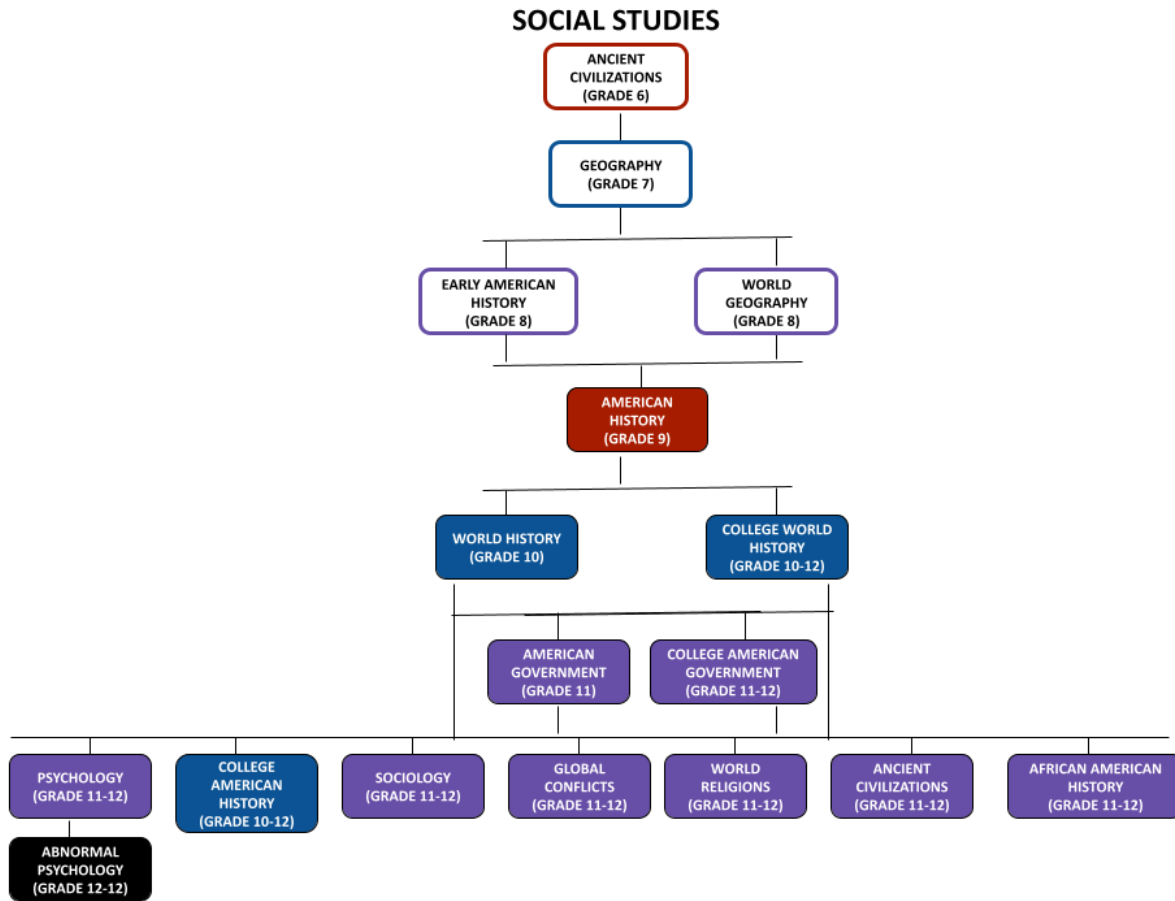 SOCIAL STUDIES
ANCIENT
CIVILIZATIONS
(GRADE 6)
GEOGRAPHY
(GRADE 7)
EARLY AMERICAN
HISTORY
(GRADE 8)
WORLD
GEOGRAPHY
(GRADE 8)
AMERICAN
HISTORY
(GRADE 9)
WORLD HISTORY
(GRADE 10)
COLLEGE WORLD
HISTORY
(GRADE 10-12)
AMERICAN
GOVERNMENT
(GRADE 11)
COLLEGE AMERICAN
GOVERNMENT
(GRADE 11-12)
PSYCHOLOGY
(GRADE 11-12)
COLLEGE
AMERICAN
HISTORY
(GRADE 10-12)
SOCIOLOGY
(GRADE 11-12)
GLOBAL
CONFLICTS
(GRADE 11-12)
WORLD
RELIGIONS
(GRADE 11-12)
ANCIENT
CIVILIZATIONS
(GRADE 11-12)
AFRICAN AMERICAN
HISTORY
(GRADE 11-12)
ABNORMAL
PSYCHOLOGY
(GRADE 12-12)